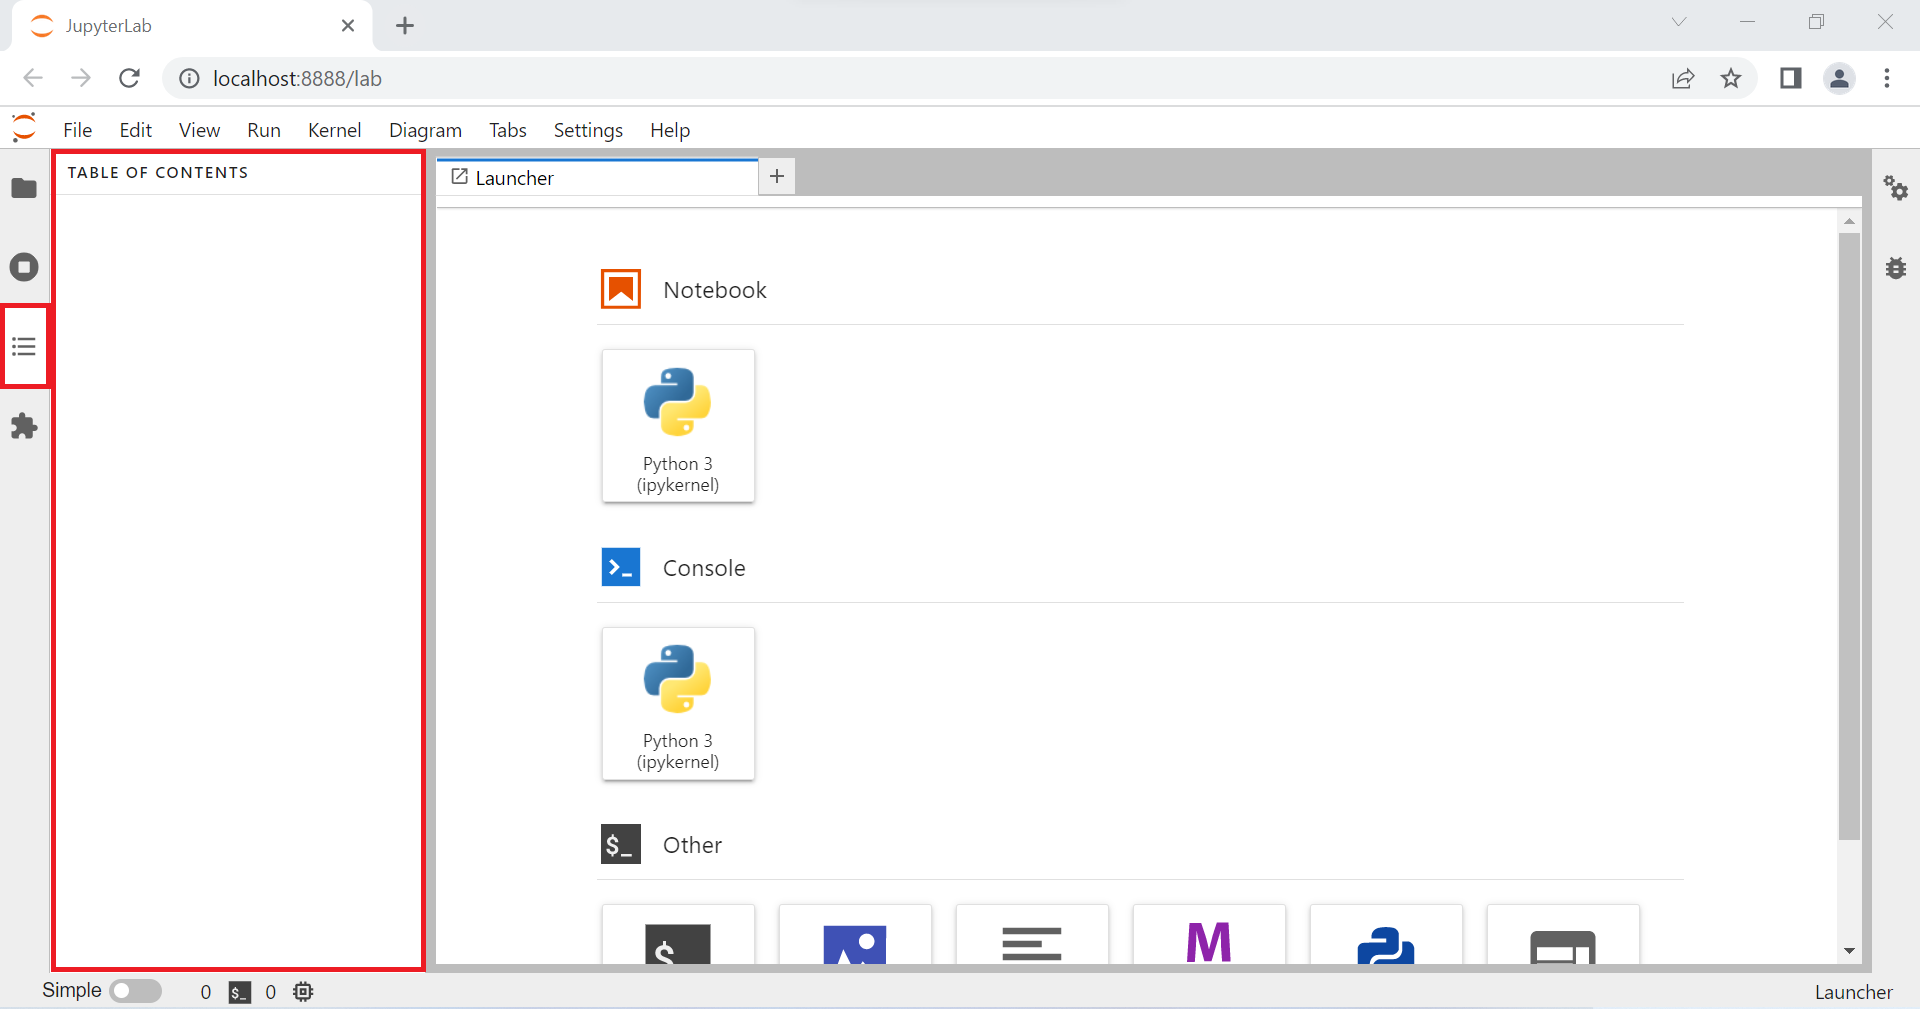 JupyterLab
localhost:8888/lab
File Edit View Run Kernel Diagram Tabs Settings Help
TABLE OF CONTENTS
Launcher
Notebook
Python 3
(ipykernel)
Console
Python 3
(ipykernel)
$_ Other
$ M
Simple 0 $_ 0 Launcher